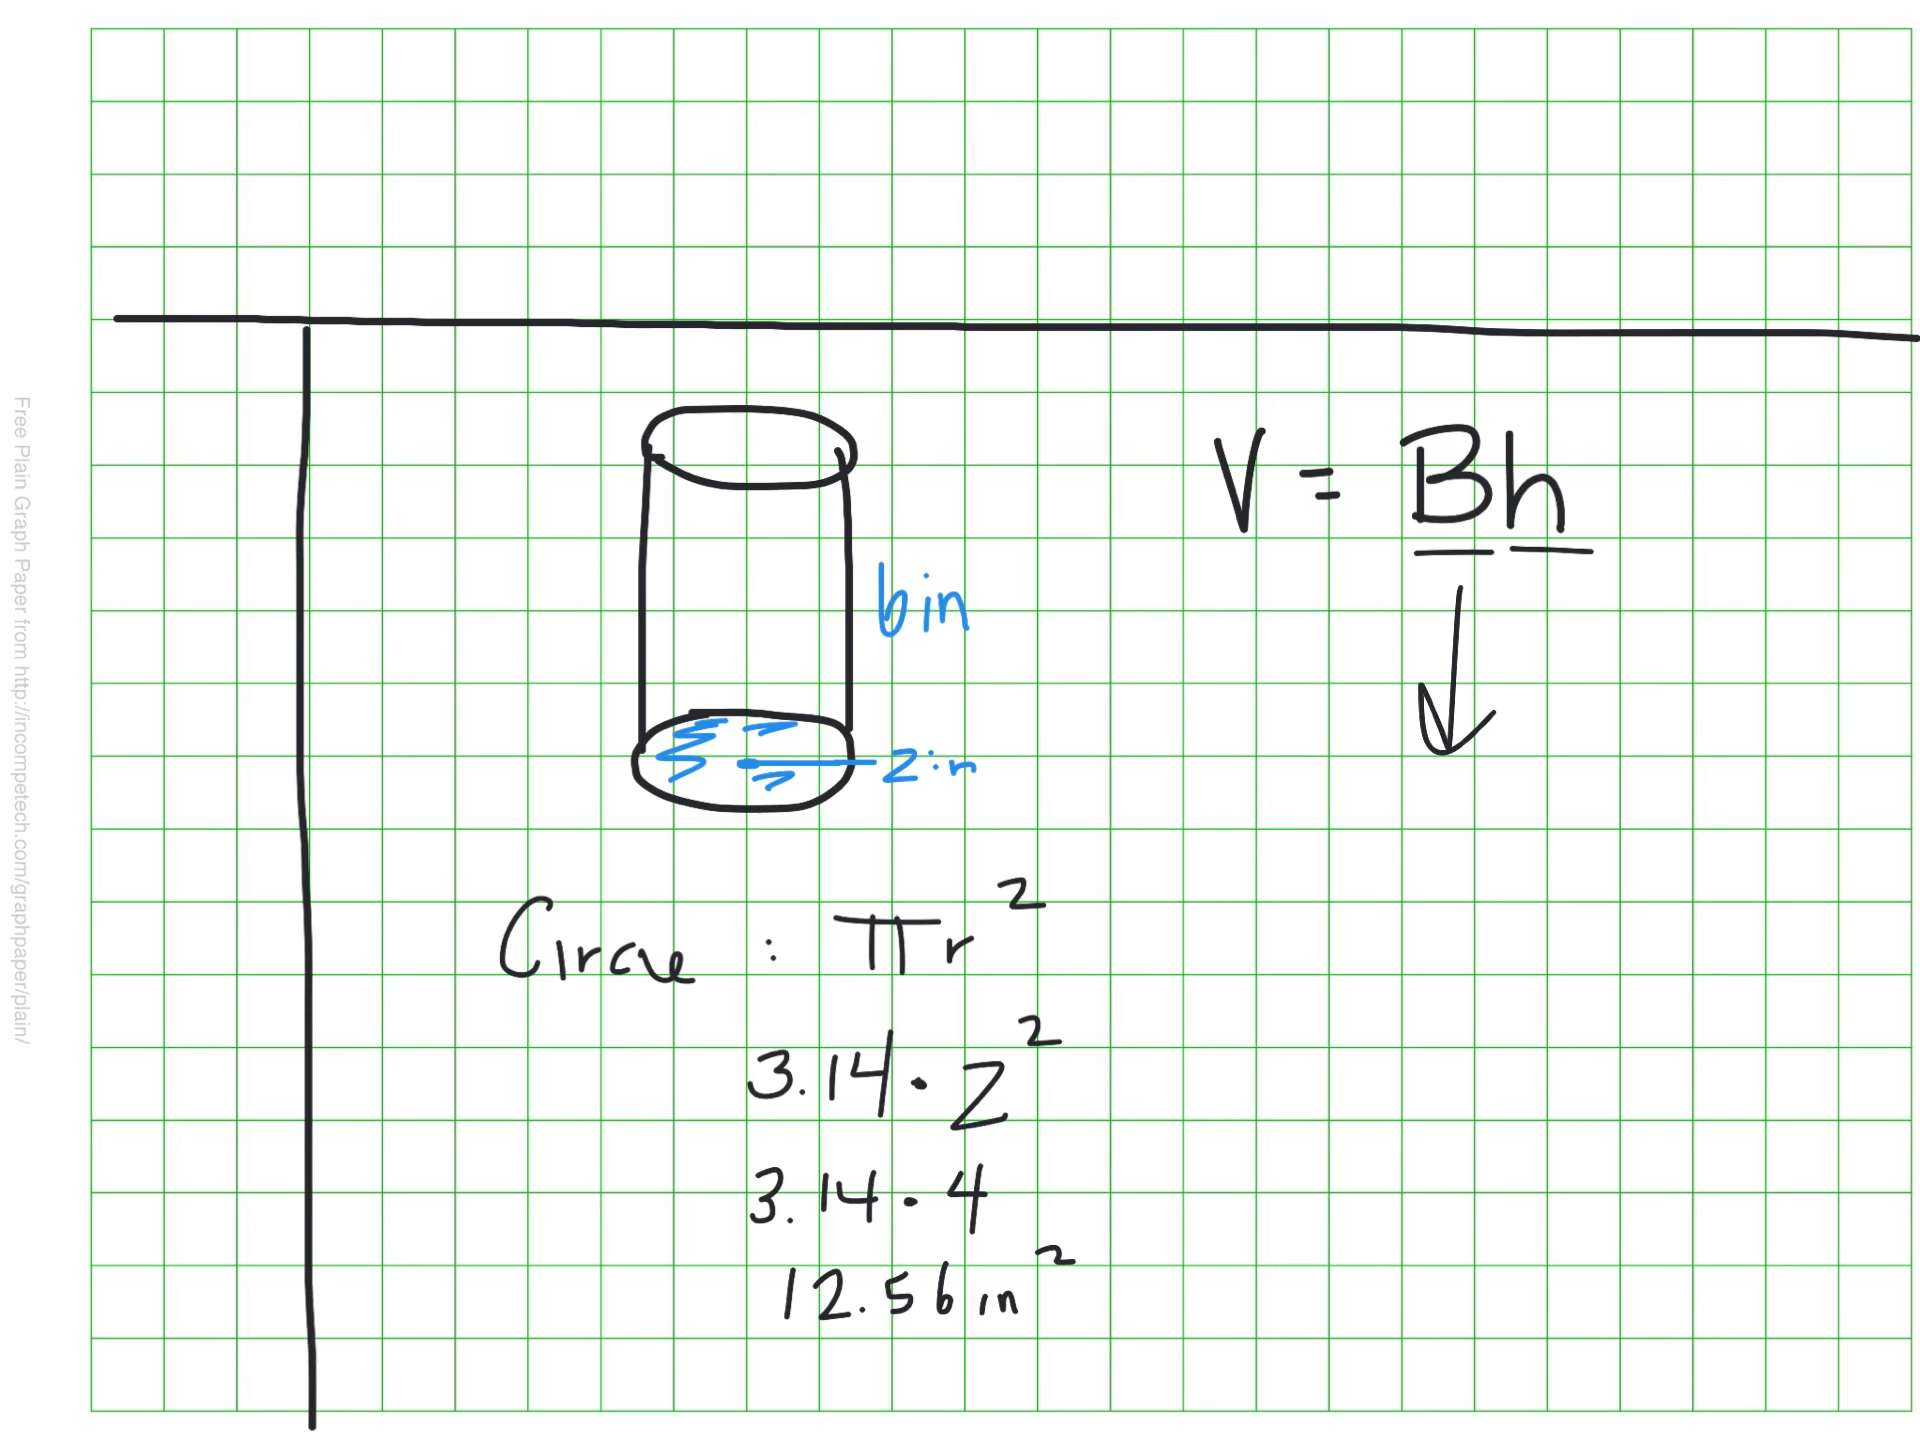 Free Plain Graph Paper from http://incompetech.com/graphpaper/plain/
V = Bh
6in
2in
Circle : πr²
3.14 · 2²
3.14 · 4
12.56 in²